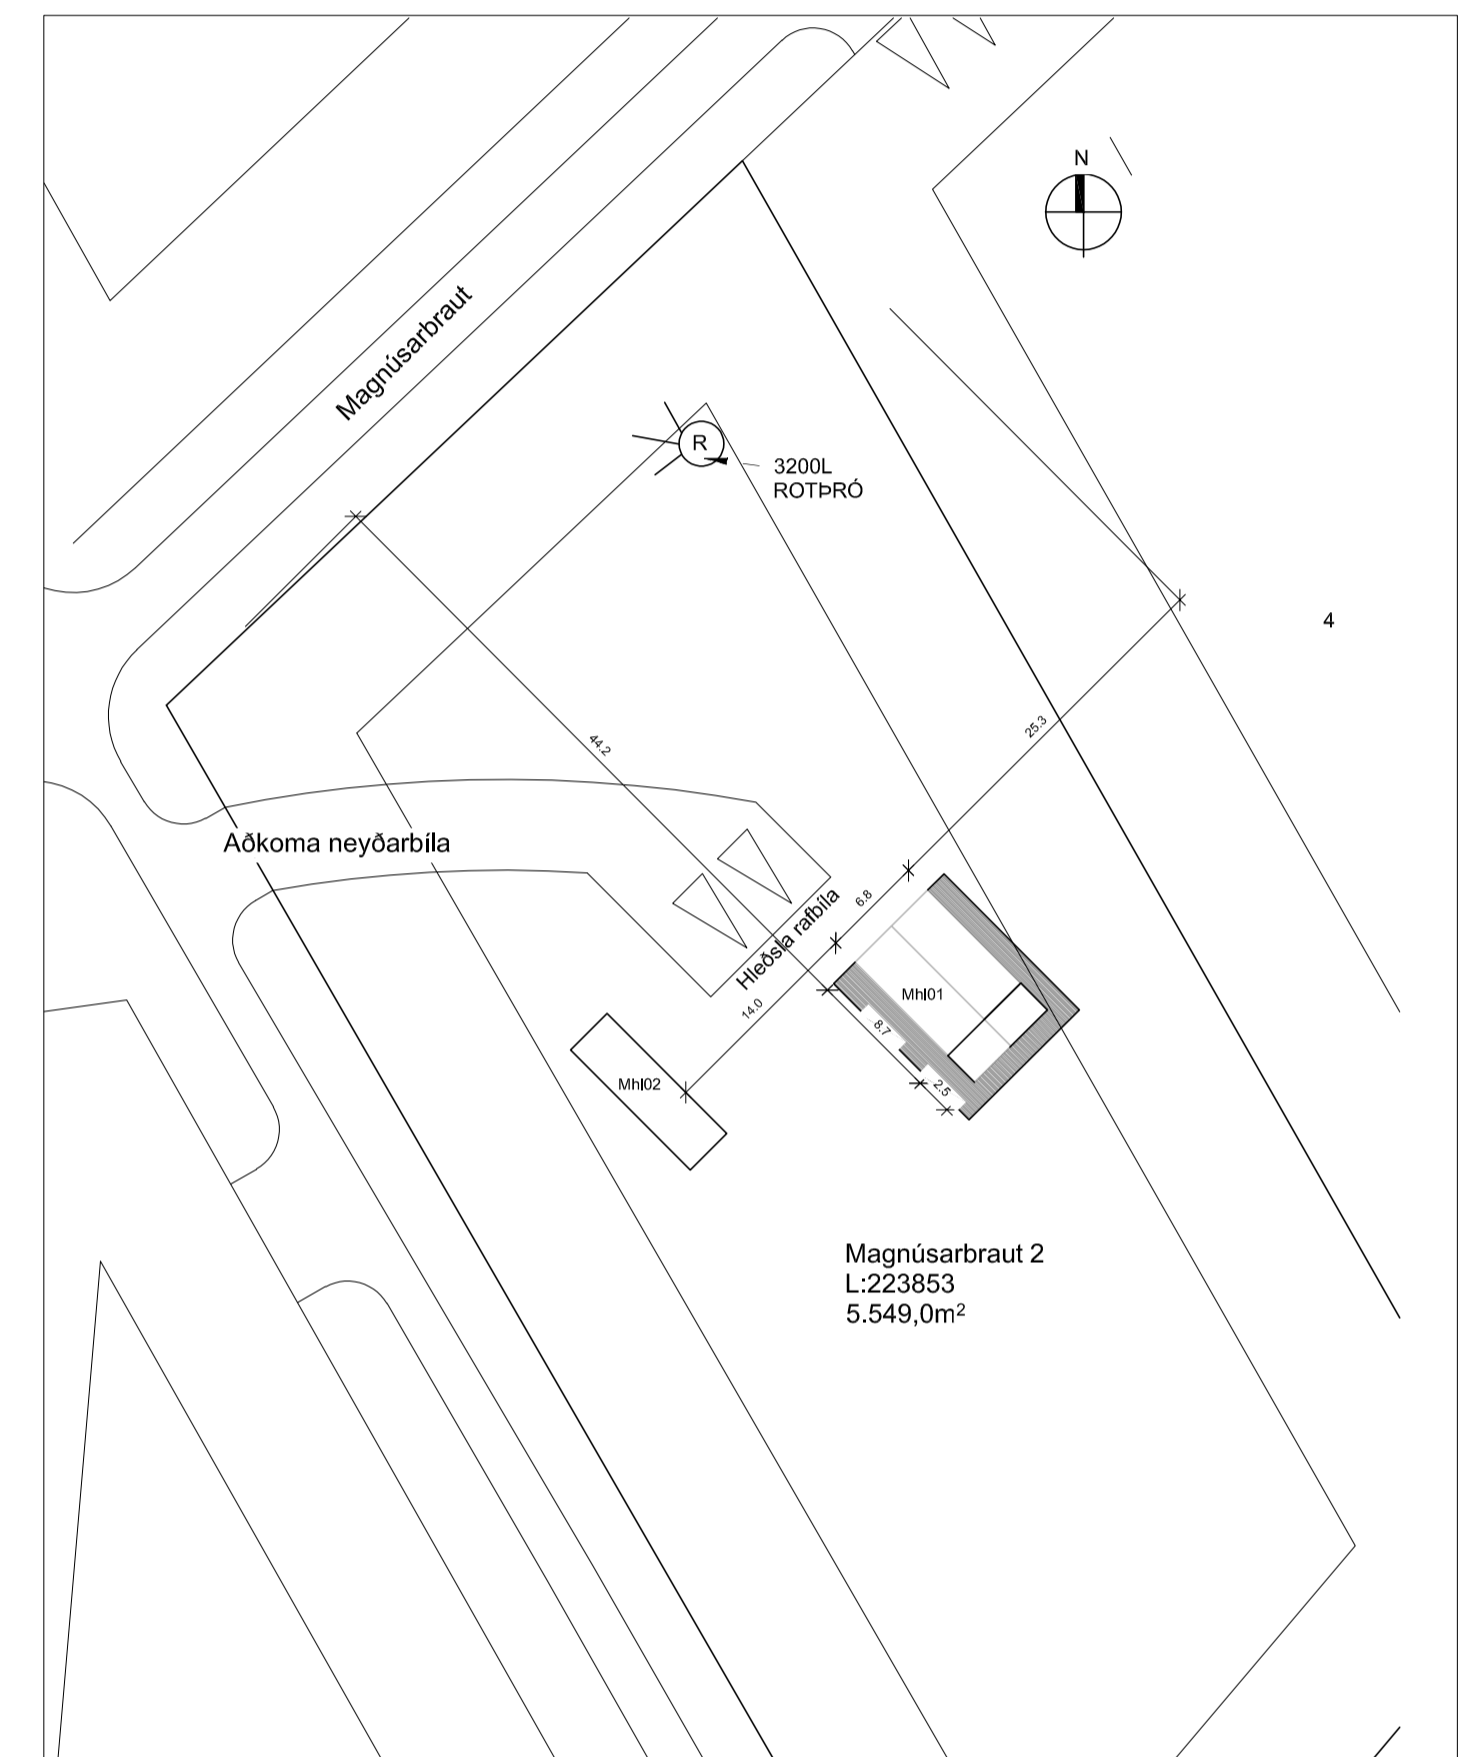 N
Magnúsarbraut
R
3200L
ROTÞRÓ
4
25.3
44.2
Aðkoma neyðarbíla
6.8
Hleðsla rafbíla
14.0
Mhl01
8.7
2.5
Mhl02
Magnúsarbraut 2
L:223853
5.549,0m²